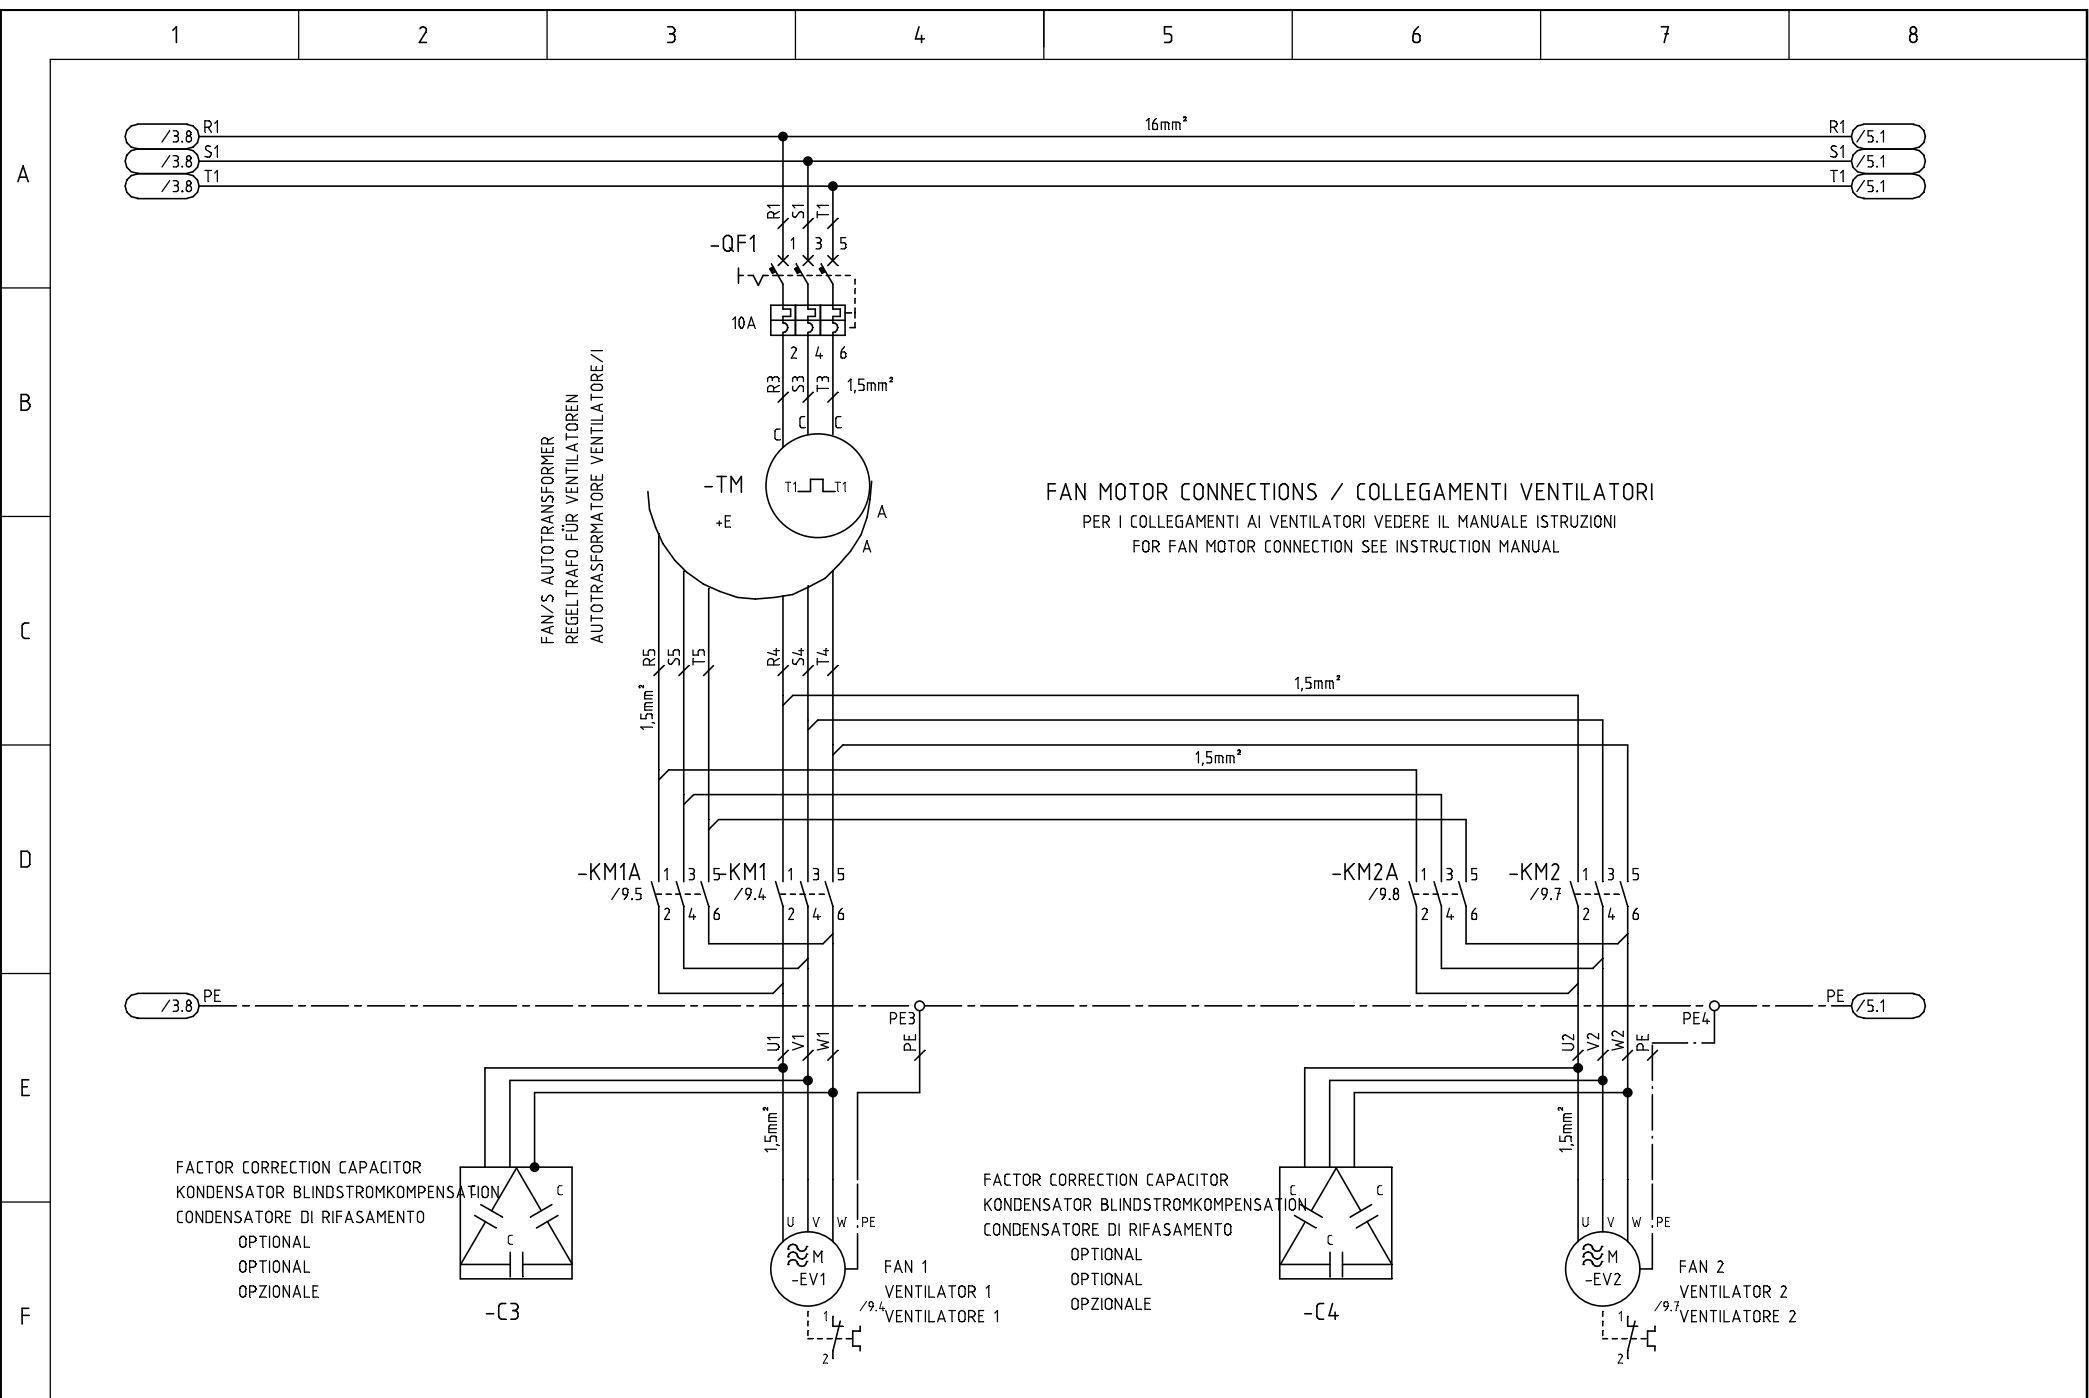 1 2 3 4 5 6 7 8
A
B
C
D
E
F
/3.8 R1 16mm² R1 /5.1
/3.8 S1 S1 /5.1
/3.8 T1 T1 /5.1
R1 S1 T1
-QF1 1 3 5
10A
2 4 6
R3 S3 T3 1,5mm²
C C C
-TM T1 T1
+E
A
A
FAN/S AUTOTRANSFORMER
REGELTRAFO FÜR VENTILATOREN
AUTOTRASFORMATORE VENTILATORE/I
FAN MOTOR CONNECTIONS / COLLEGAMENTI VENTILATORI
PER I COLLEGAMENTI AI VENTILATORI VEDERE IL MANUALE ISTRUZIONI
FOR FAN MOTOR CONNECTION SEE INSTRUCTION MANUAL
R5 S5 T5 R4 S4 T4
1,5mm²
1,5mm²
1,5mm²
-KM1A 1 3 5 -KM1 1 3 5
/9.5 /9.4
2 4 6 2 4 6
-KM2A 1 3 5 -KM2 1 3 5
/9.8 /9.7
2 4 6 2 4 6
/3.8 PE PE /5.1
PE3 PE4
U1 V1 W1 PE
U2 V2 W2 PE
1,5mm² 1,5mm²
FACTOR CORRECTION CAPACITOR
KONDENSATOR BLINDSTROMKOMPENSATION
CONDENSATORE DI RIFASAMENTO
OPTIONAL
OPTIONAL
OPZIONALE
C C
C
-C3
U V W PE
M
-EV1
FAN 1
VENTILATOR 1
VENTILATORE 1
/9.4
1
2
FACTOR CORRECTION CAPACITOR
KONDENSATOR BLINDSTROMKOMPENSATION
CONDENSATORE DI RIFASAMENTO
OPTIONAL
OPTIONAL
OPZIONALE
C C
C
-C4
U V W PE
M
-EV2
FAN 2
VENTILATOR 2
VENTILATORE 2
/9.7
1
2